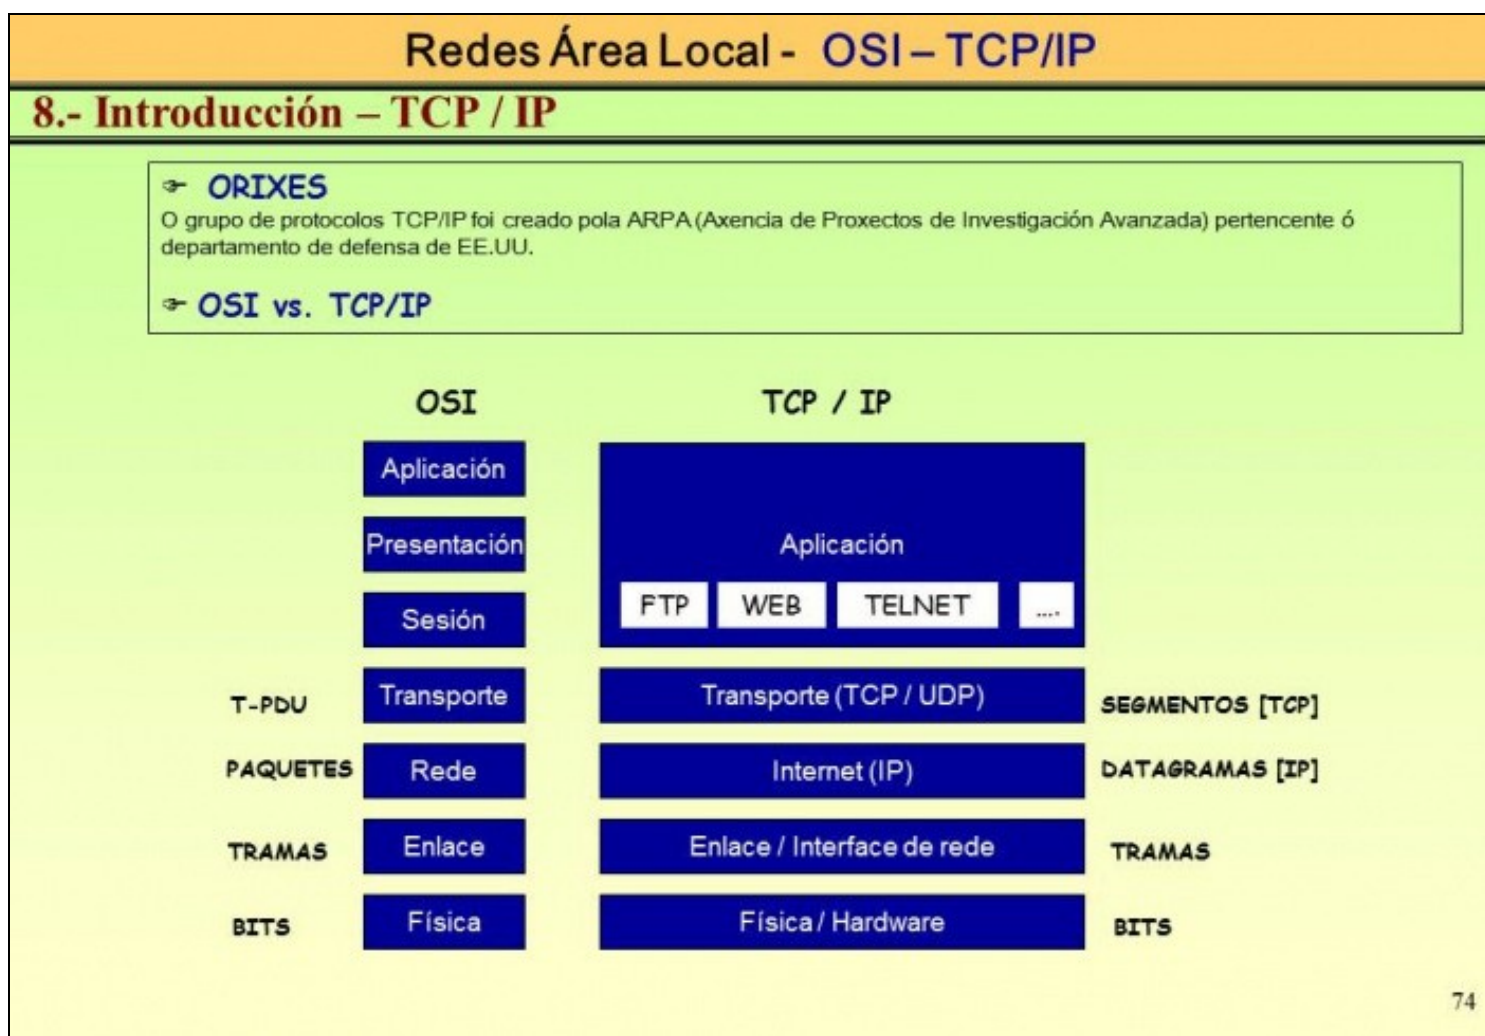 Redes Área Local - OSI – TCP/IP
8.- Introducción – TCP / IP
☞ ORIXES
O grupo de protocolos TCP/IP foi creado pola ARPA (Axencia de Proxectos de Investigación Avanzada) pertencente ó
departamento de defensa de EE.UU.
☞ OSI vs. TCP/IP
OSI TCP / IP
Aplicación
Presentación Aplicación
Sesión FTP WEB TELNET ....
T-PDU Transporte Transporte (TCP / UDP) SEGMENTOS [TCP]
PAQUETES Rede Internet (IP) DATAGRAMAS [IP]
TRAMAS Enlace Enlace / Interface de rede TRAMAS
BITS Física Física / Hardware BITS
74